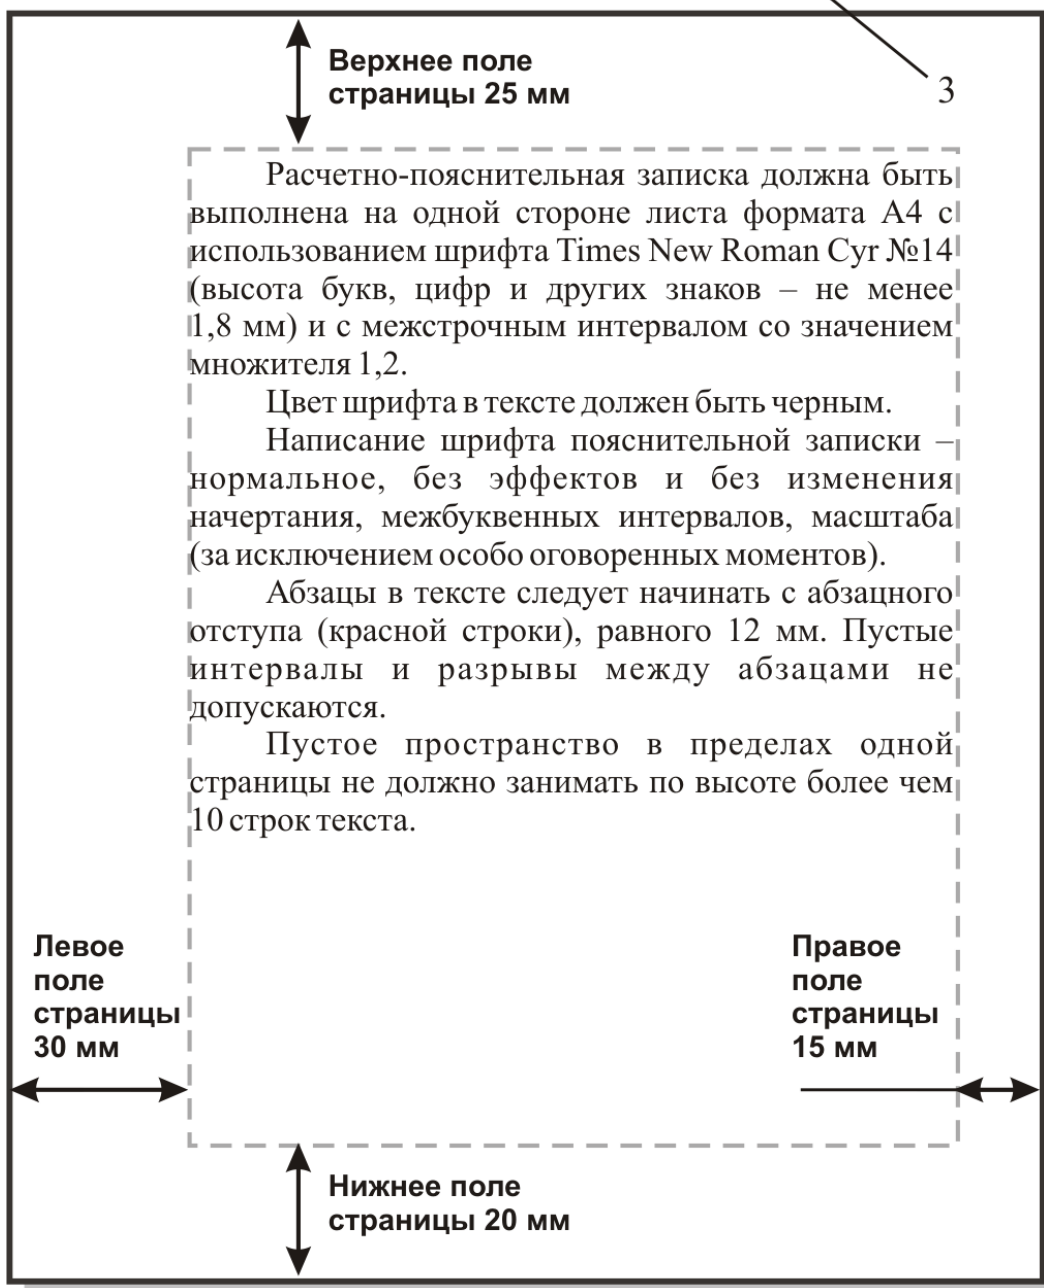 Верхнее поле
страницы 25 мм
3
Расчетно-пояснительная записка должна быть
выполнена на одной стороне листа формата А4 с
использованием шрифта Times New Roman Cyr №14
(высота букв, цифр и других знаков – не менее
1,8 мм) и с межстрочным интервалом со значением
множителя 1,2.
Цвет шрифта в тексте должен быть черным.
Написание шрифта пояснительной записки –
нормальное, без эффектов и без изменения
начертания, межбуквенных интервалов, масштаба
(за исключением особо оговоренных моментов).
Абзацы в тексте следует начинать с абзацного
отступа (красной строки), равного 12 мм. Пустые
интервалы и разрывы между абзацами не
допускаются.
Пустое пространство в пределах одной
страницы не должно занимать по высоте более чем
10 строк текста.
Левое
поле
страницы
30 мм
Правое
поле
страницы
15 мм
Нижнее поле
страницы 20 мм